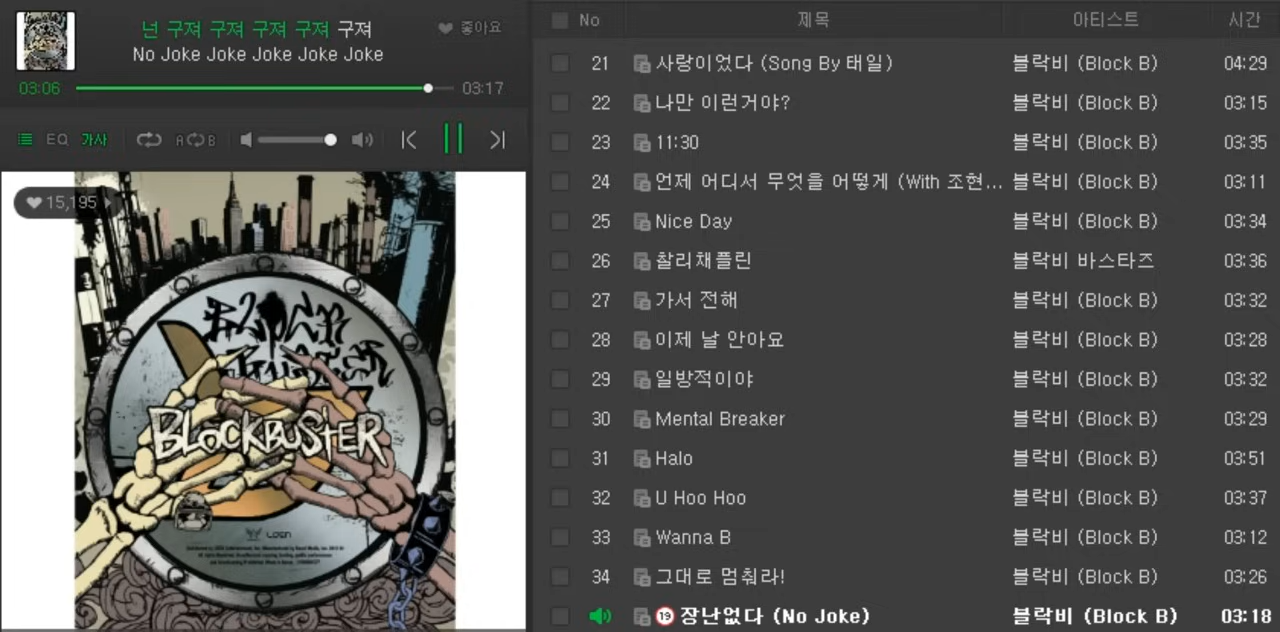 넌 구져 구져 구져 구져 구져
No Joke Joke Joke Joke Joke
좋아요
03:06
03:17
EQ 가사 A B
15,195
BLOCKBUSTER
LOEN
No 제목 아티스트 시간
21 사랑이었다 (Song By 태일) 블락비 (Block B) 04:29
22 나만 이런거야? 블락비 (Block B) 03:15
23 11:30 블락비 (Block B) 03:35
24 언제 어디서 무엇을 어떻게 (With 조현... 블락비 (Block B) 03:11
25 Nice Day 블락비 (Block B) 03:34
26 찰리채플린 블락비 바스타즈 03:36
27 가서 전해 블락비 (Block B) 03:32
28 이제 날 안아요 블락비 (Block B) 03:28
29 일방적이야 블락비 (Block B) 03:32
30 Mental Breaker 블락비 (Block B) 03:29
31 Halo 블락비 (Block B) 03:51
32 U Hoo Hoo 블락비 (Block B) 03:37
33 Wanna B 블락비 (Block B) 03:12
34 그대로 멈춰라! 블락비 (Block B) 03:26
19 장난없다 (No Joke) 블락비 (Block B) 03:18